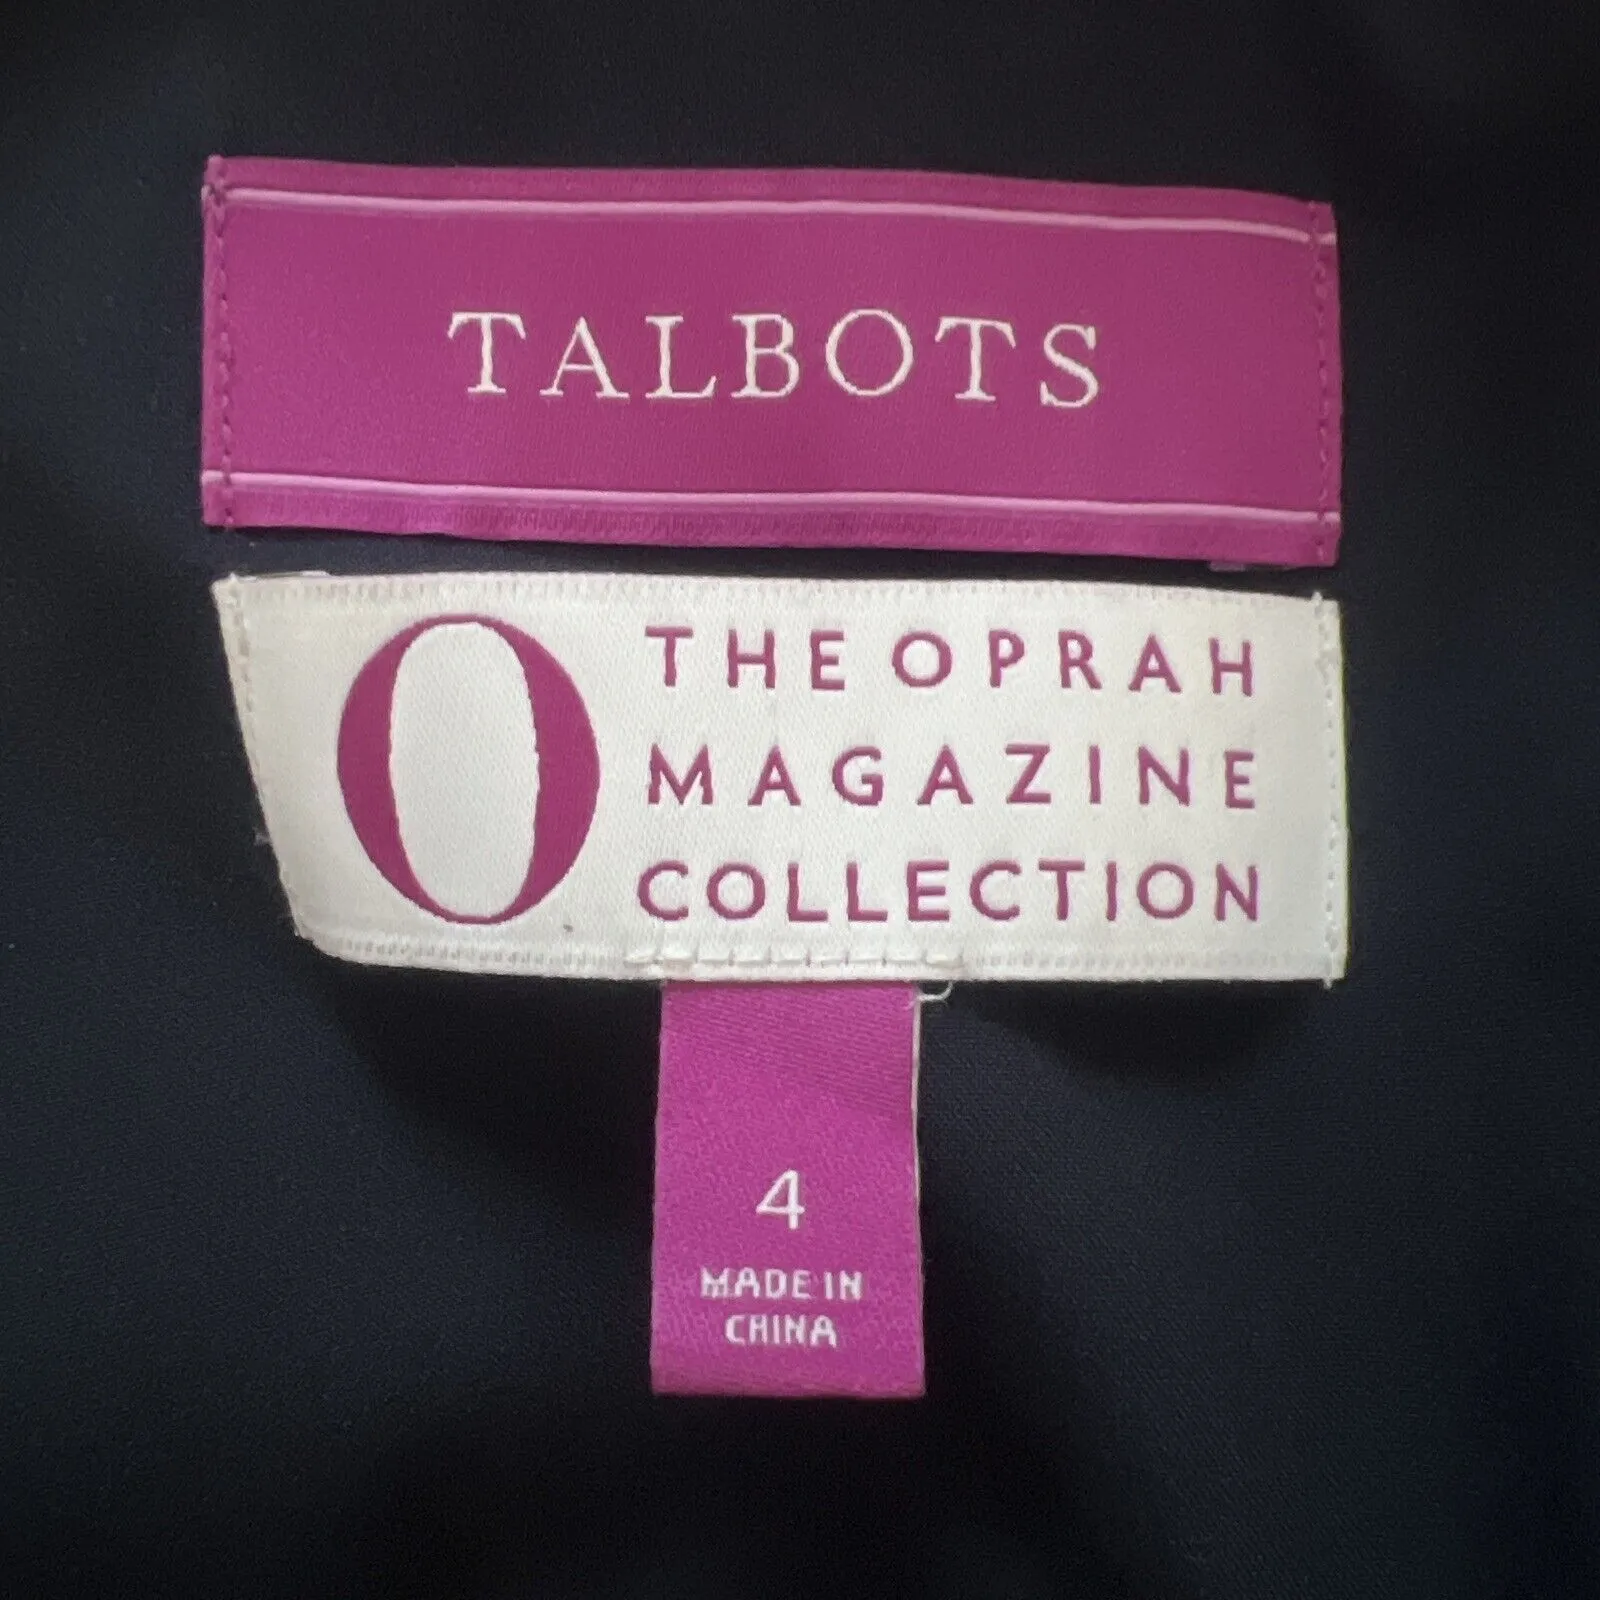 TALBOTS
O
THE OPRAH
MAGAZINE
COLLECTION
4
MADE IN
CHINA